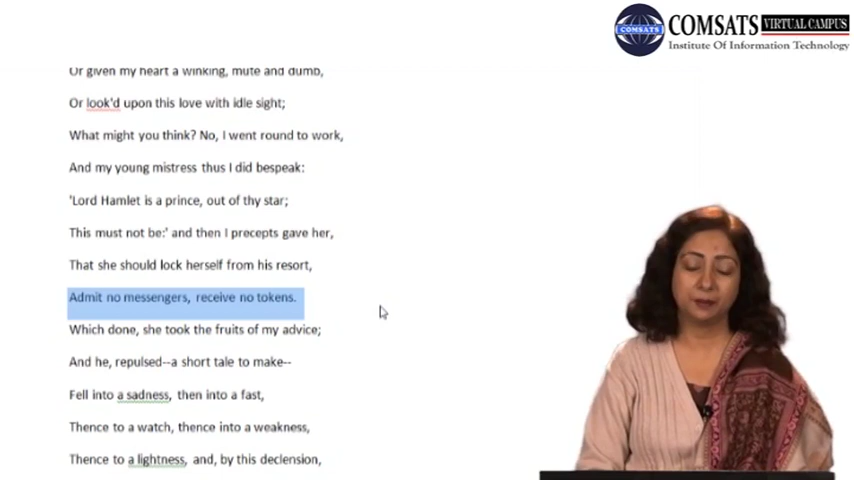 COMSATS VIRTUAL CAMPUS
COMSATS
Institute Of Information Technology
Or given my heart a winking, mute and dumb,
Or look'd upon this love with idle sight;
What might you think? No, I went round to work,
And my young mistress thus I did bespeak:
'Lord Hamlet is a prince, out of thy star;
This must not be:' and then I precepts gave her,
That she should lock herself from his resort,
Admit no messengers, receive no tokens.
Which done, she took the fruits of my advice;
And he, repulsed--a short tale to make--
Fell into a sadness, then into a fast,
Thence to a watch, thence into a weakness,
Thence to a lightness, and, by this declension,